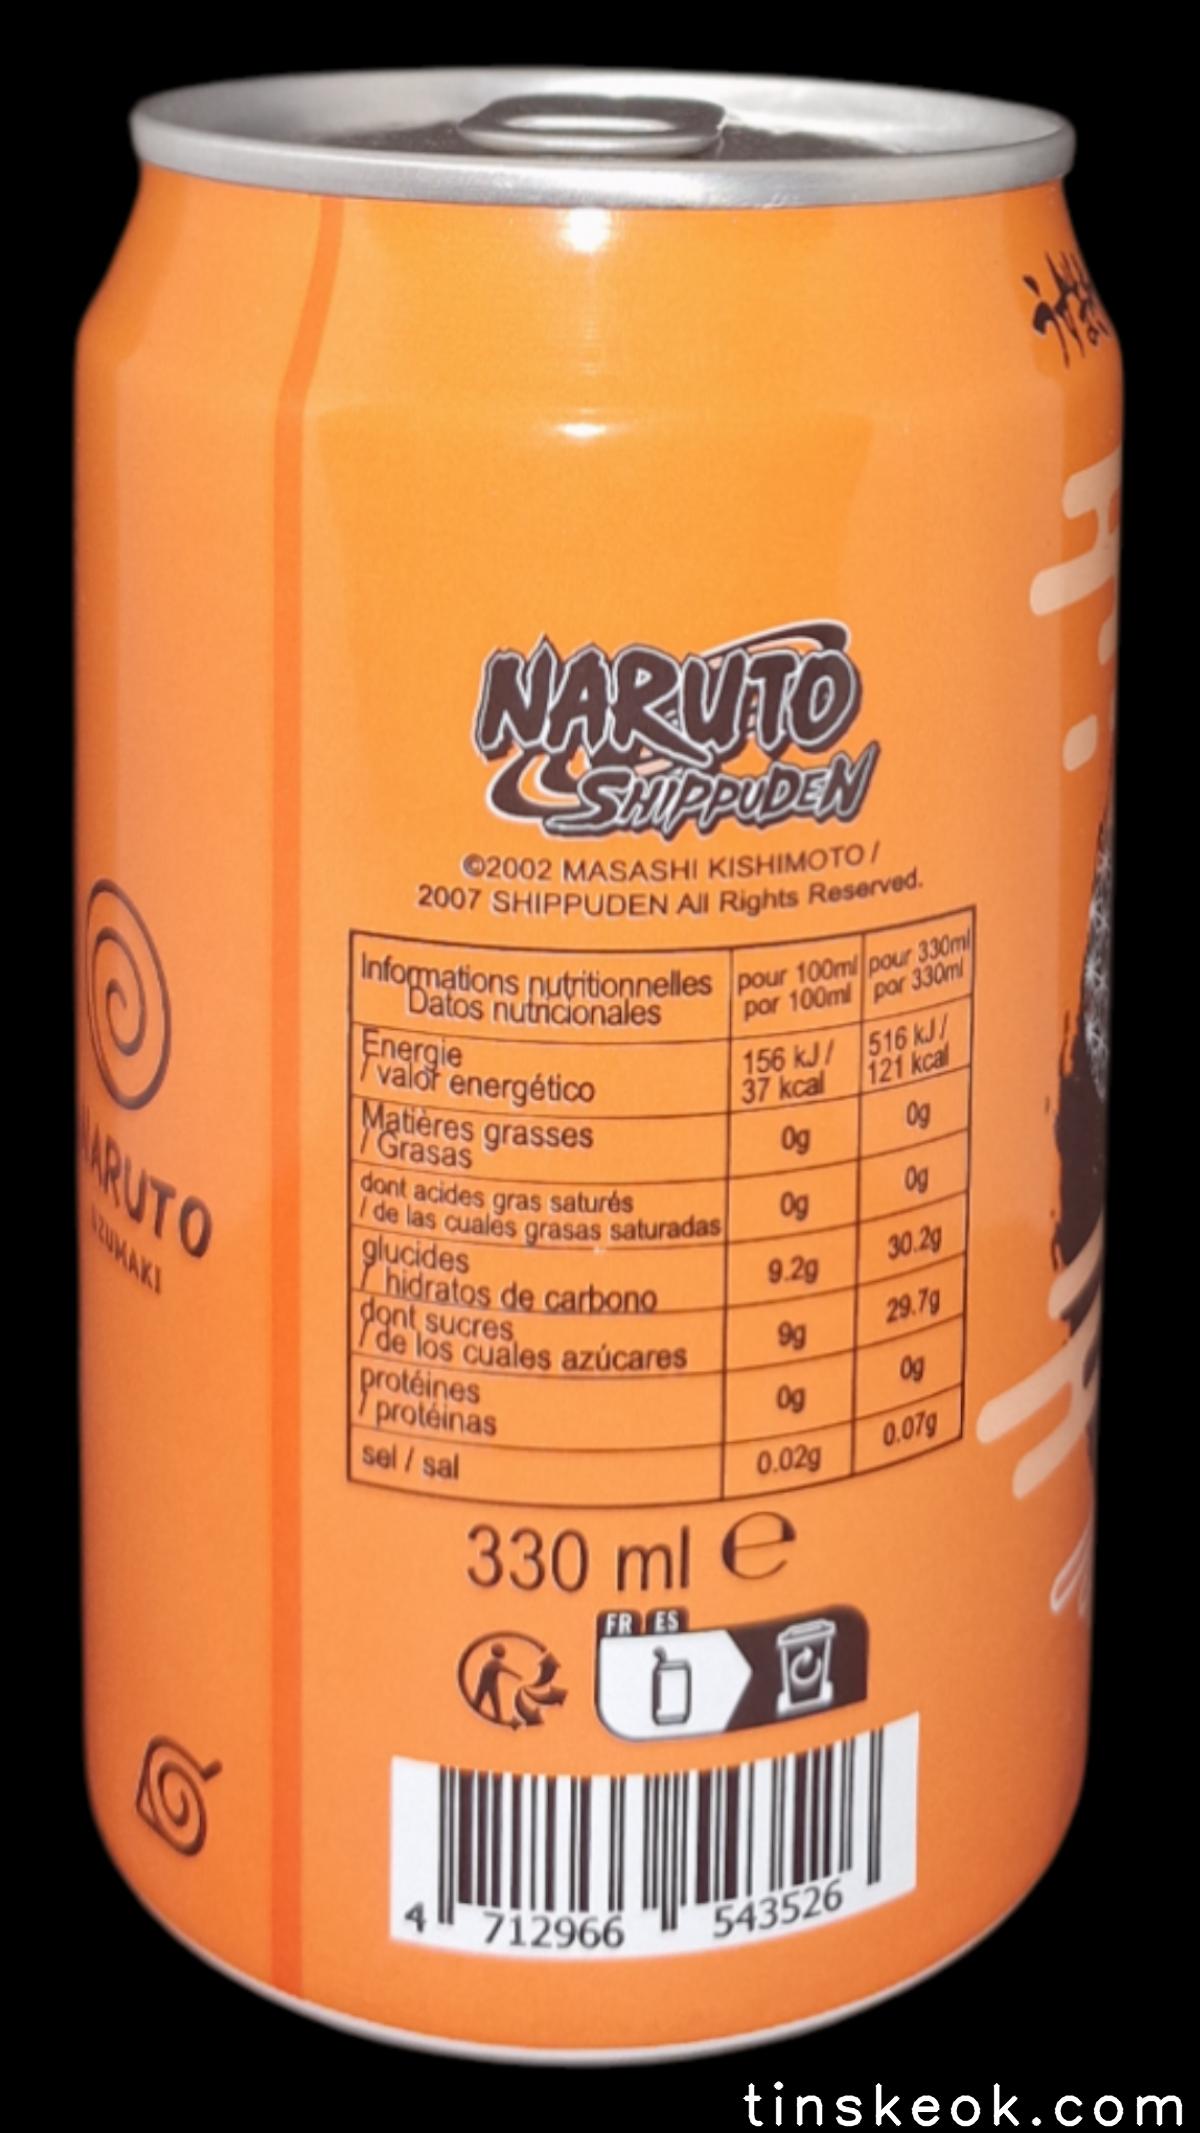 NARUTO
SHIPPUDEN
©2002 MASASHI KISHIMOTO /
2007 SHIPPUDEN All Rights Reserved.
Informations nutritionnelles
Datos nutricionales
pour 100ml
por 100ml
pour 330ml
por 330ml
Energie
/ valor energético
156 kJ /
37 kcal
516 kJ /
121 kcal
Matières grasses
/ Grasas
0g
0g
dont acides gras saturés
/ de las cuales grasas saturadas
0g
0g
glucides
/ hidratos de carbono
9.2g
30.2g
dont sucres
/ de los cuales azúcares
9g
29.7g
protéines
/ protéinas
0g
0g
sel / sal
0.02g
0.07g
330 ml e
FR ES
4 712966 543526
NARUTO
UZUMAKI
tinskeok.com